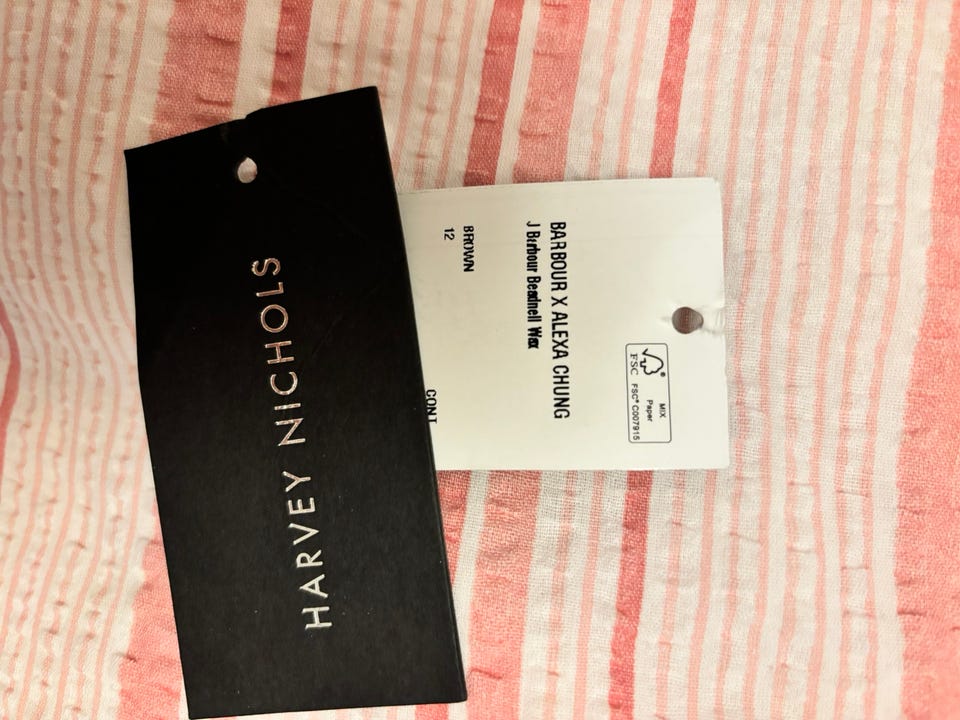 HARVEY NICHOLS
FSC
MIX
Paper
FSC® C007915
BARBOUR X ALEXA CHUNG
J Barbour Beadnell Wax
BROWN
12
CONT